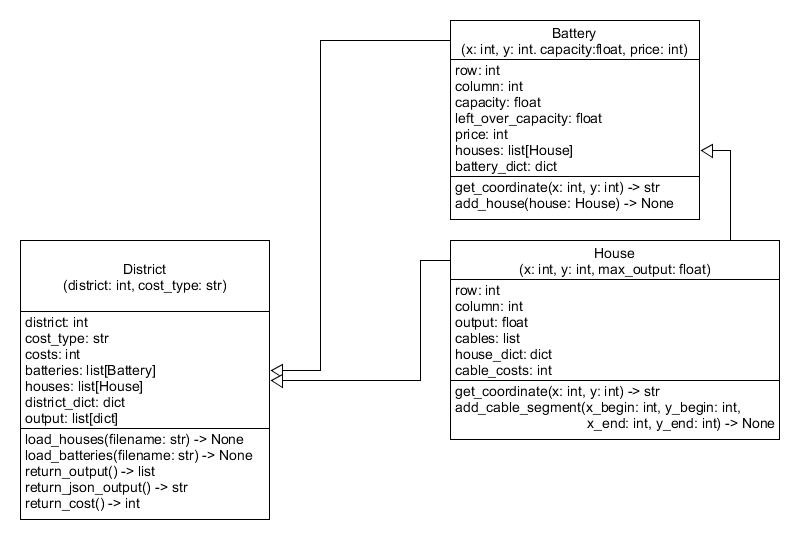 Battery
(x: int, y: int. capacity:float, price: int)
row: int
column: int
capacity: float
left_over_capacity: float
price: int
houses: list[House]
battery_dict: dict
get_coordinate(x: int, y: int) -> str
add_house(house: House) -> None
District
(district: int, cost_type: str)
district: int
cost_type: str
costs: int
batteries: list[Battery]
houses: list[House]
district_dict: dict
output: list[dict]
load_houses(filename: str) -> None
load_batteries(filename: str) -> None
return_output() -> list
return_json_output() -> str
return_cost() -> int
House
(x: int, y: int, max_output: float)
row: int
column: int
output: float
cables: list
house_dict: dict
cable_costs: int
get_coordinate(x: int, y: int) -> str
add_cable_segment(x_begin: int, y_begin: int,
x_end: int, y_end: int) -> None